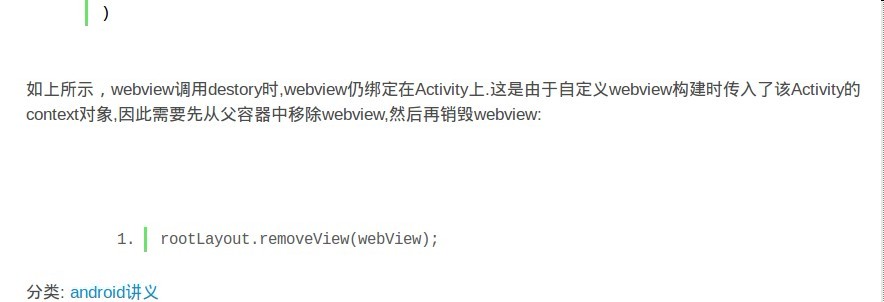 )
如上所示，webview调用destory时,webview仍绑定在Activity上.这是由于自定义webview构建时传入了该Activity的
context对象,因此需要先从父容器中移除webview,然后再销毁webview:
1. rootLayout.removeView(webView);
分类: android讲义